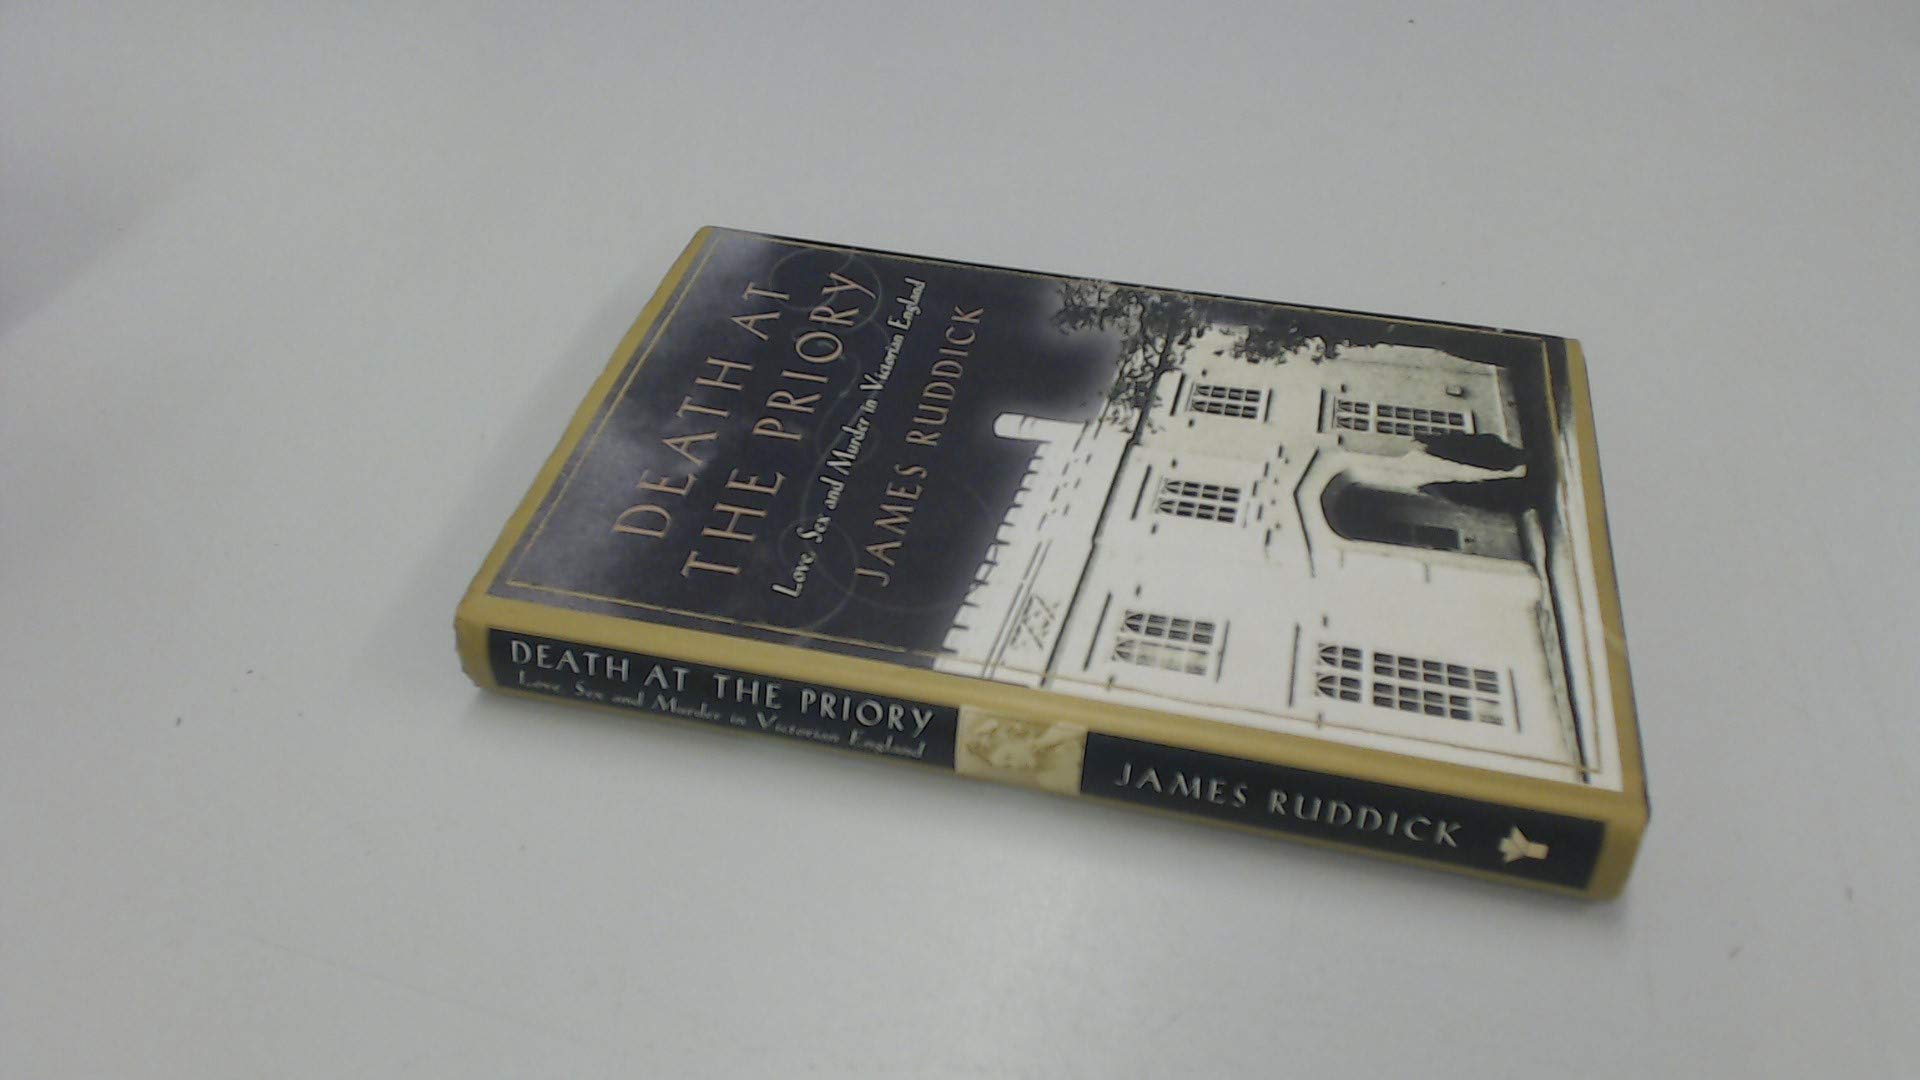 DEATH AT
THE PRIORY
Love, Sex and Murder in Victorian England
JAMES RUDDICK
DEATH AT THE PRIORY
Love, Sex and Murder in Victorian England
JAMES RUDDICK